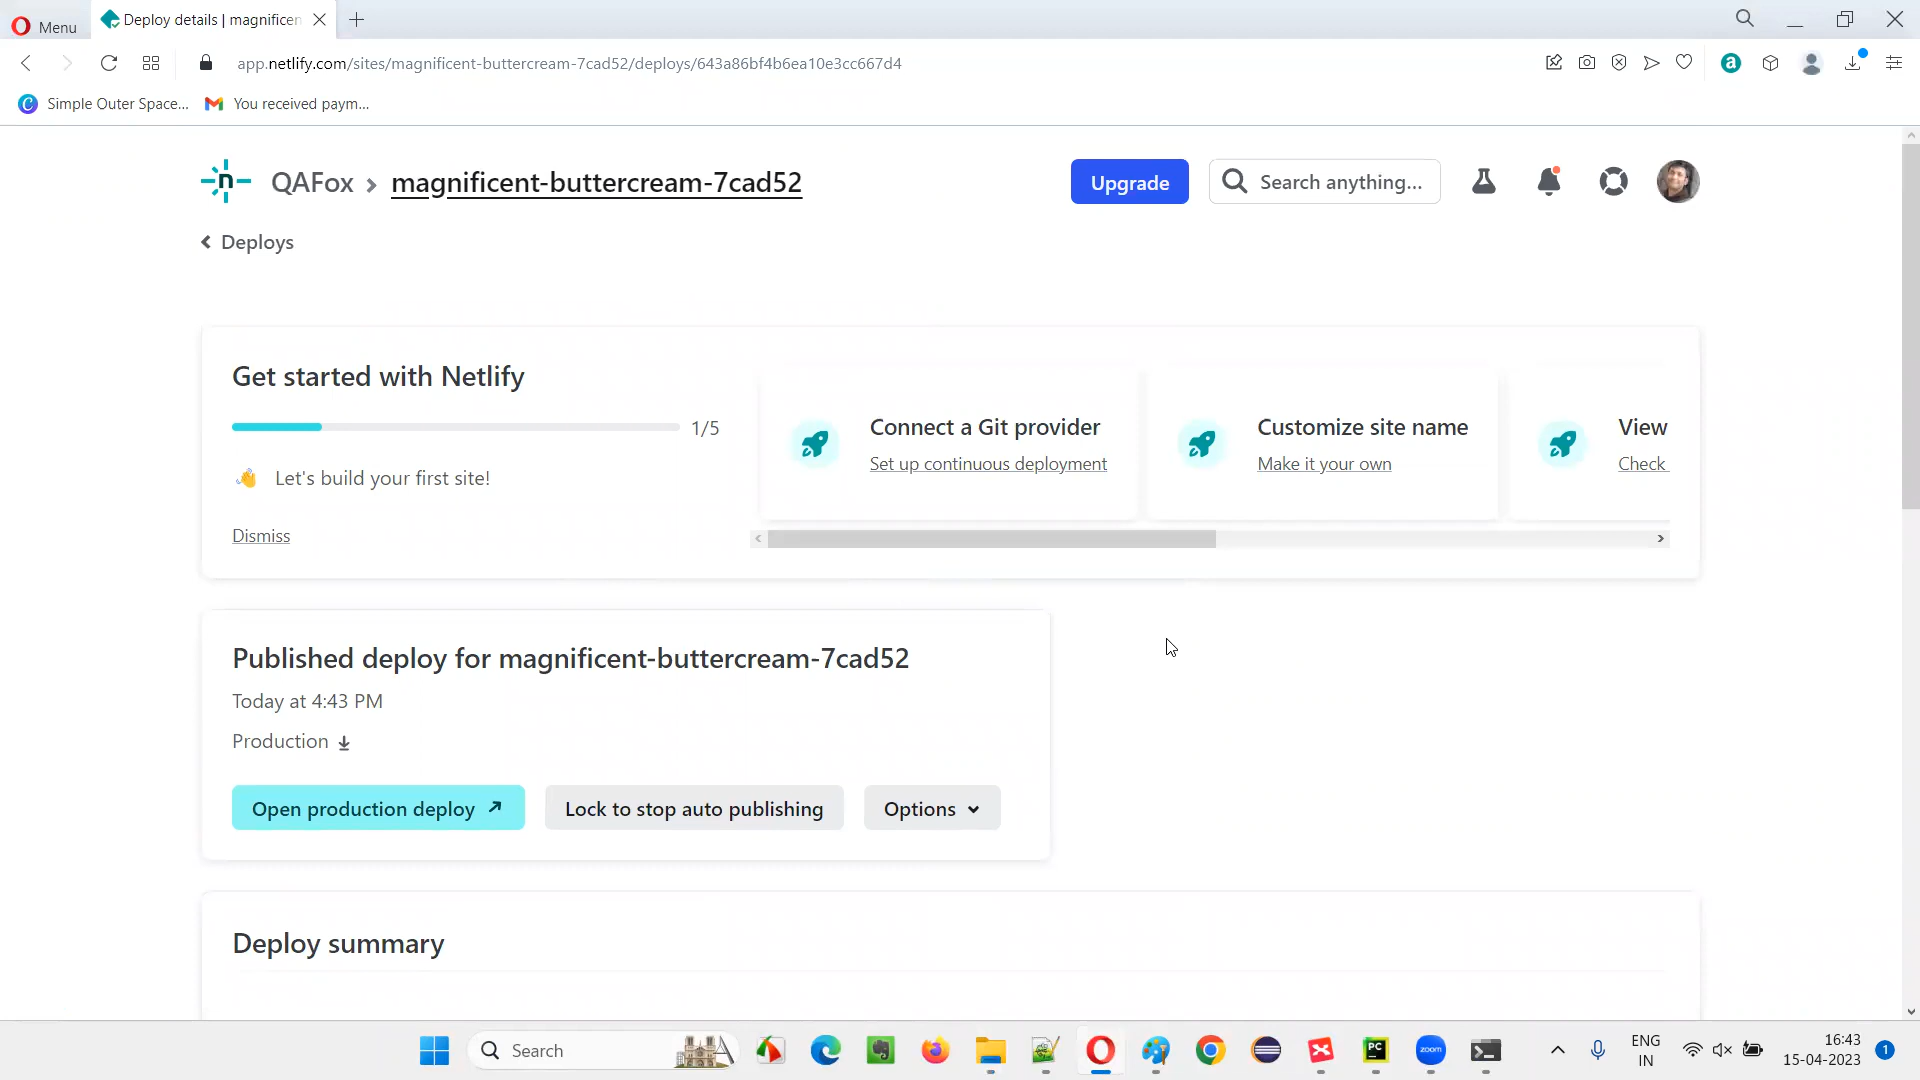 Menu
Deploy details | magnificen
app.netlify.com/sites/magnificent-buttercream-7cad52/deploys/643a86bf4b6ea10e3cc667d4
Simple Outer Space...
You received paym...
n
QAFox > magnificent-buttercream-7cad52
Upgrade
Search anything...
Deploys
Get started with Netlify
1/5
Let's build your first site!
Dismiss
Connect a Git provider
Set up continuous deployment
Customize site name
Make it your own
View
Check
Published deploy for magnificent-buttercream-7cad52
Today at 4:43 PM
Production
Open production deploy
Lock to stop auto publishing
Options
Deploy summary
Search
PC
zoom
ENG
IN
16:43
15-04-2023
1